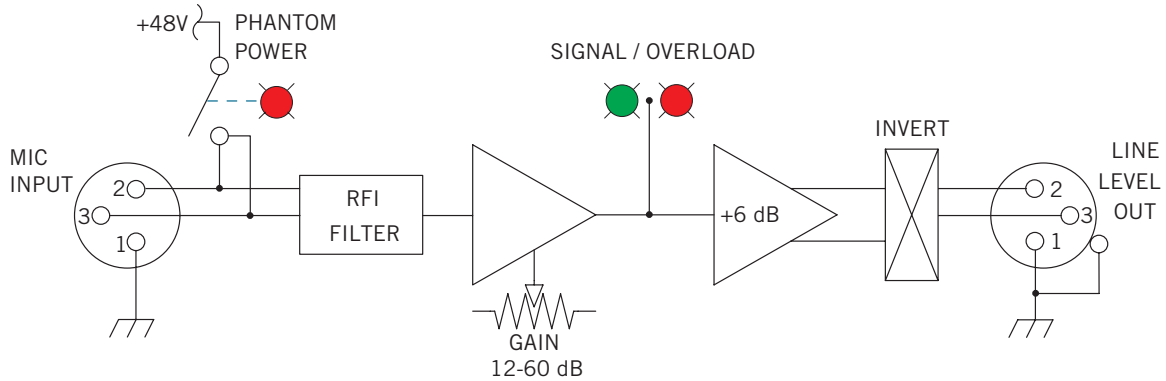 +48V
PHANTOM
POWER
SIGNAL / OVERLOAD
MIC
INPUT
2
3
1
RFI
FILTER
GAIN
12-60 dB
+6 dB
INVERT
LINE
LEVEL
OUT
2
3
1